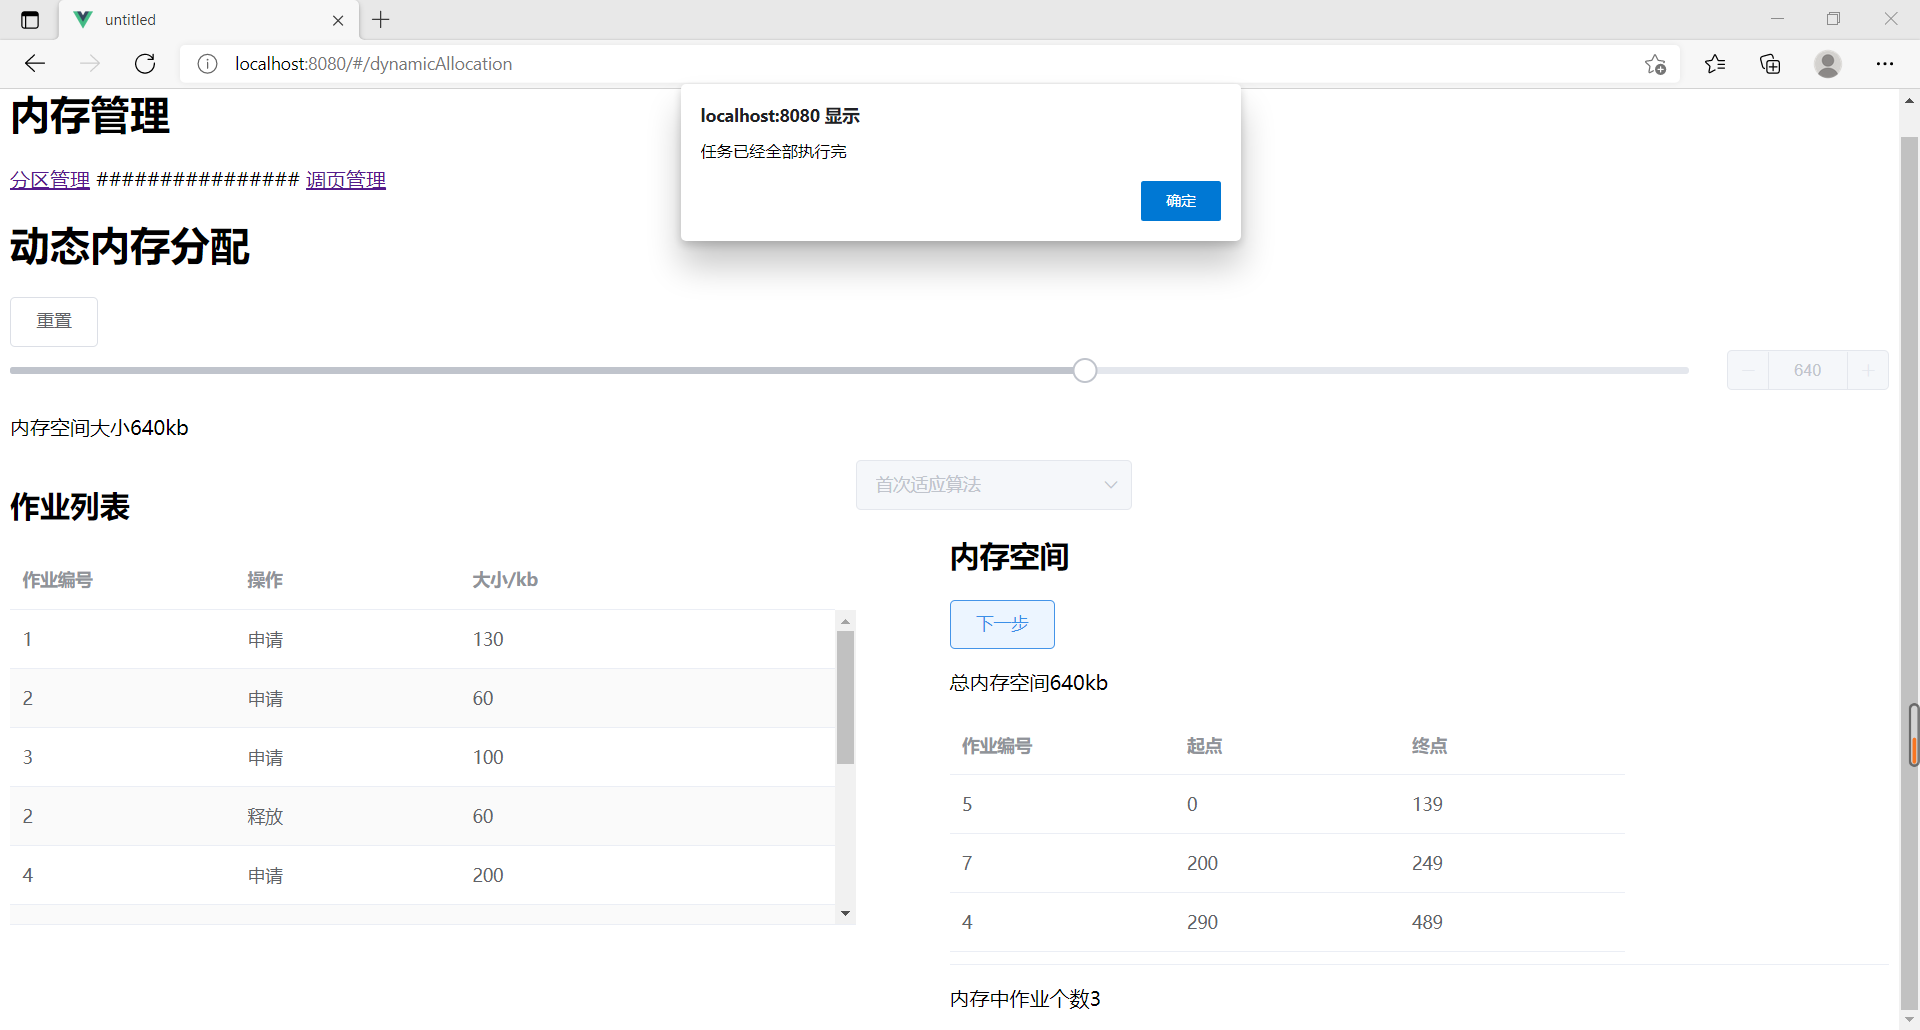 untitled
localhost:8080/#/dynamicAllocation
localhost:8080 显示
任务已经全部执行完
确定
内存管理
分区管理 ################ 调页管理
动态内存分配
重置
640
内存空间大小640kb
首次适应算法
作业列表
作业编号 操作 大小/kb
1 申请 130
2 申请 60
3 申请 100
2 释放 60
4 申请 200
内存空间
下一步
总内存空间640kb
作业编号 起点 终点
5 0 139
7 200 249
4 290 489
内存中作业个数3